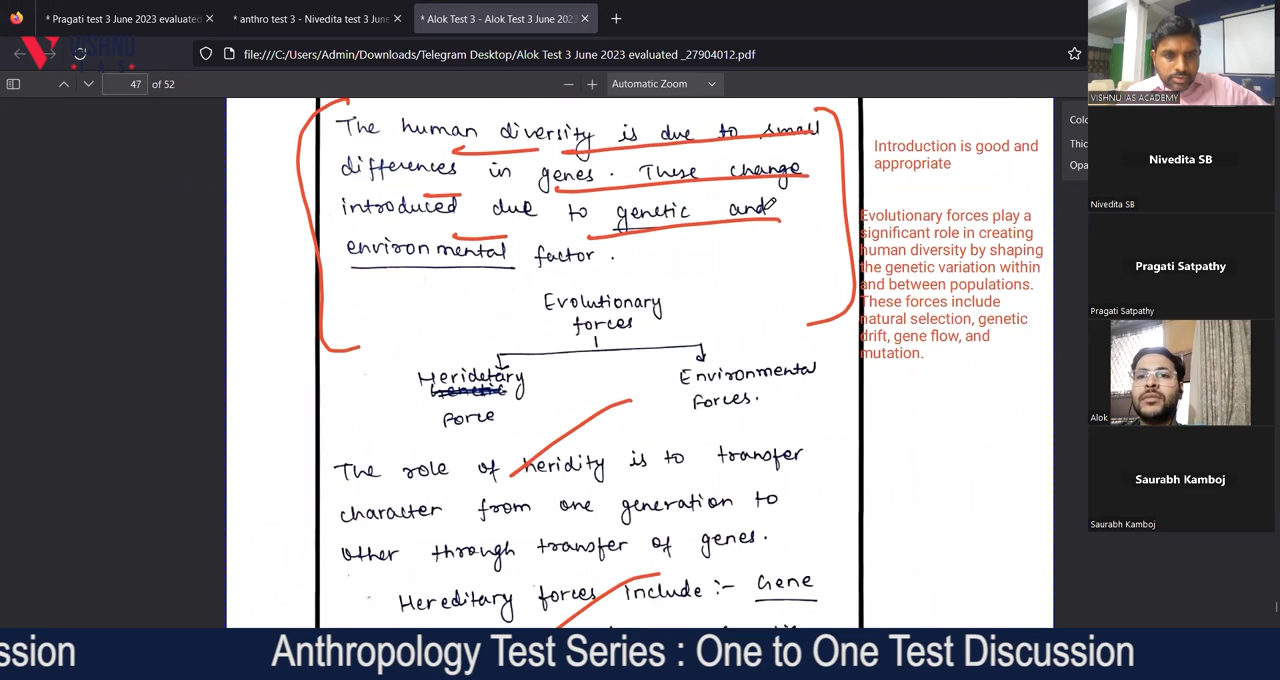 * Pragati test 3 June 2023 evaluated
* anthro test 3 - Nivedita test 3 June
* Alok Test 3 - Alok Test 3 June 2023
VISHNU
IAS
file:///C:/Users/Admin/Downloads/Telegram Desktop/Alok Test 3 June 2023 evaluated _27904012.pdf
47 of 52
Automatic Zoom
Colo
Thic
Opa
The human diversity is due to small
differences in genes. These change
introduced due to genetic and
environmental factor.
Evolutionary
forces
Heridetary
Force
Environmental
Forces.
The role of heridity is to transfer
character from one generation to
other through transfer of genes.
Hereditary forces include :- Gene
Introduction is good and
appropriate
Evolutionary forces play a
significant role in creating
human diversity by shaping
the genetic variation within
and between populations.
These forces include
natural selection, genetic
drift, gene flow, and
mutation.
VISHNU IAS ACADEMY
Nivedita SB
Nivedita SB
Pragati Satpathy
Pragati Satpathy
Alok
Saurabh Kamboj
Saurabh Kamboj
ssion Anthropology Test Series : One to One Test Discussion